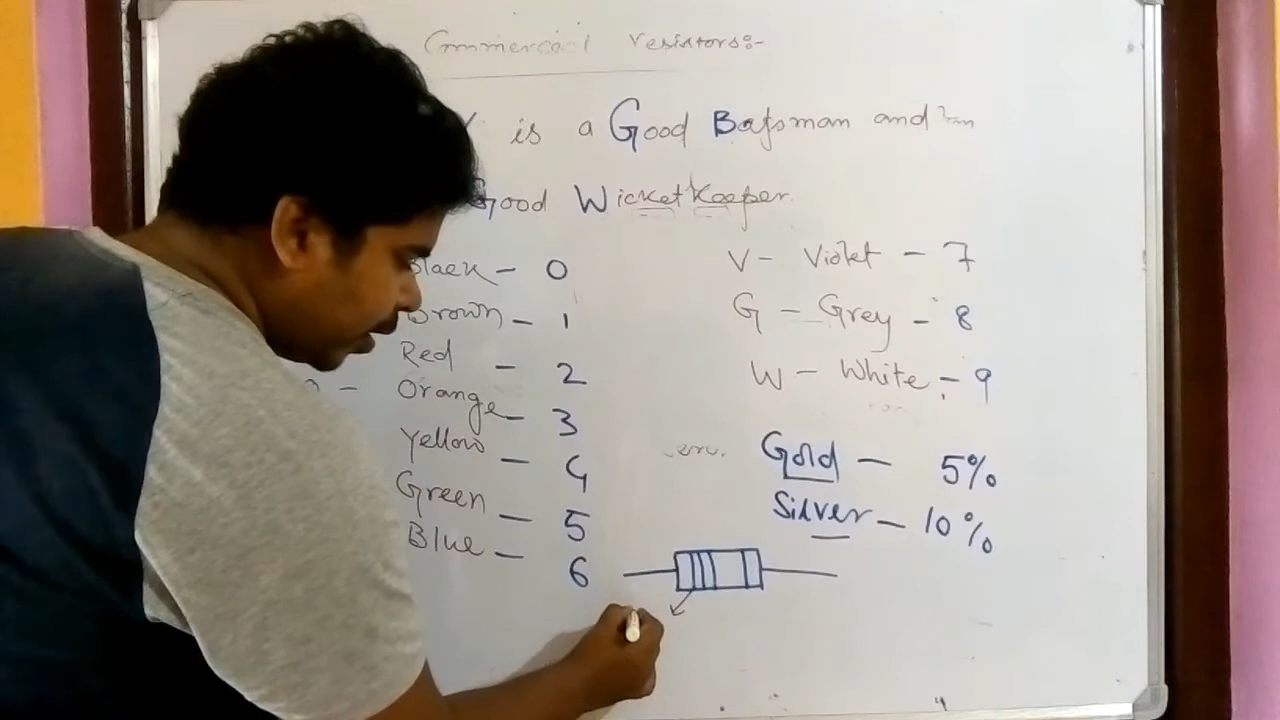 Commercial resistors:-
is a Good Batsman and
Good Wicket Keeper.
Black - 0
Brown - 1
Red - 2
Orange - 3
Yellow - 4
Green - 5
Blue - 6
V - Violet - 7
G - Grey - 8
W - White - 9
Gold - 5%
Silver - 10%